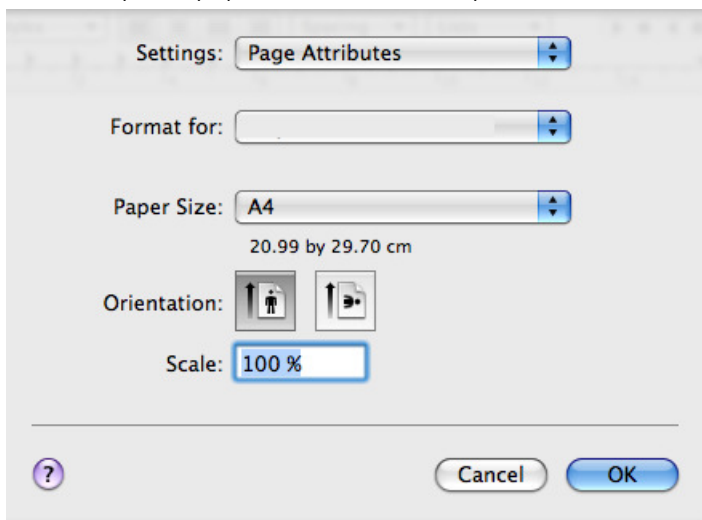 Settings: Page Attributes
Format for:
Paper Size: A4
20.99 by 29.70 cm
Orientation:
Scale: 100 %
? Cancel OK